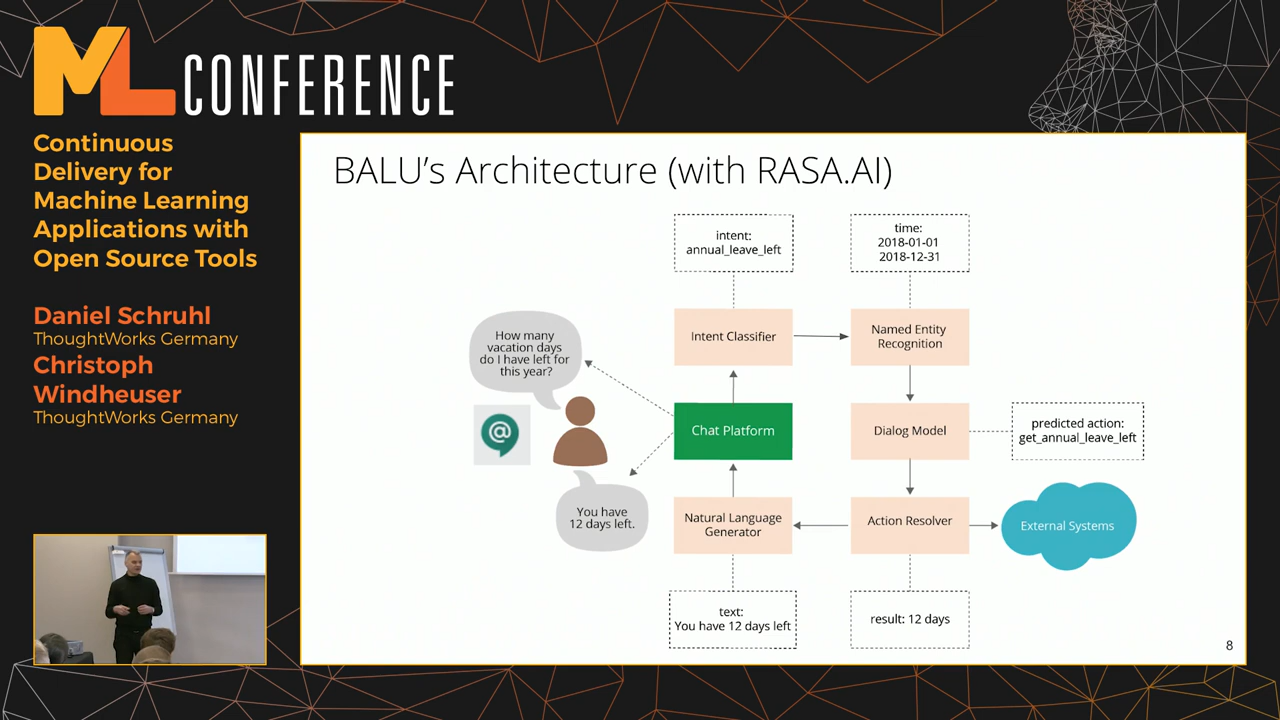 ML CONFERENCE
Continuous
Delivery for
Machine Learning
Applications with
Open Source Tools
Daniel Schruhl
ThoughtWorks Germany
Christoph
Windheuser
ThoughtWorks Germany
BALU’s Architecture (with RASA.AI)
intent:
annual_leave_left
time:
2018-01-01
2018-12-31
How many
vacation days
do I have left for
this year?
Intent Classifier
Named Entity
Recognition
@
Chat Platform
Dialog Model
predicted action:
get_annual_leave_left
You have
12 days left.
Natural Language
Generator
Action Resolver
External Systems
text:
You have 12 days left
result: 12 days
8